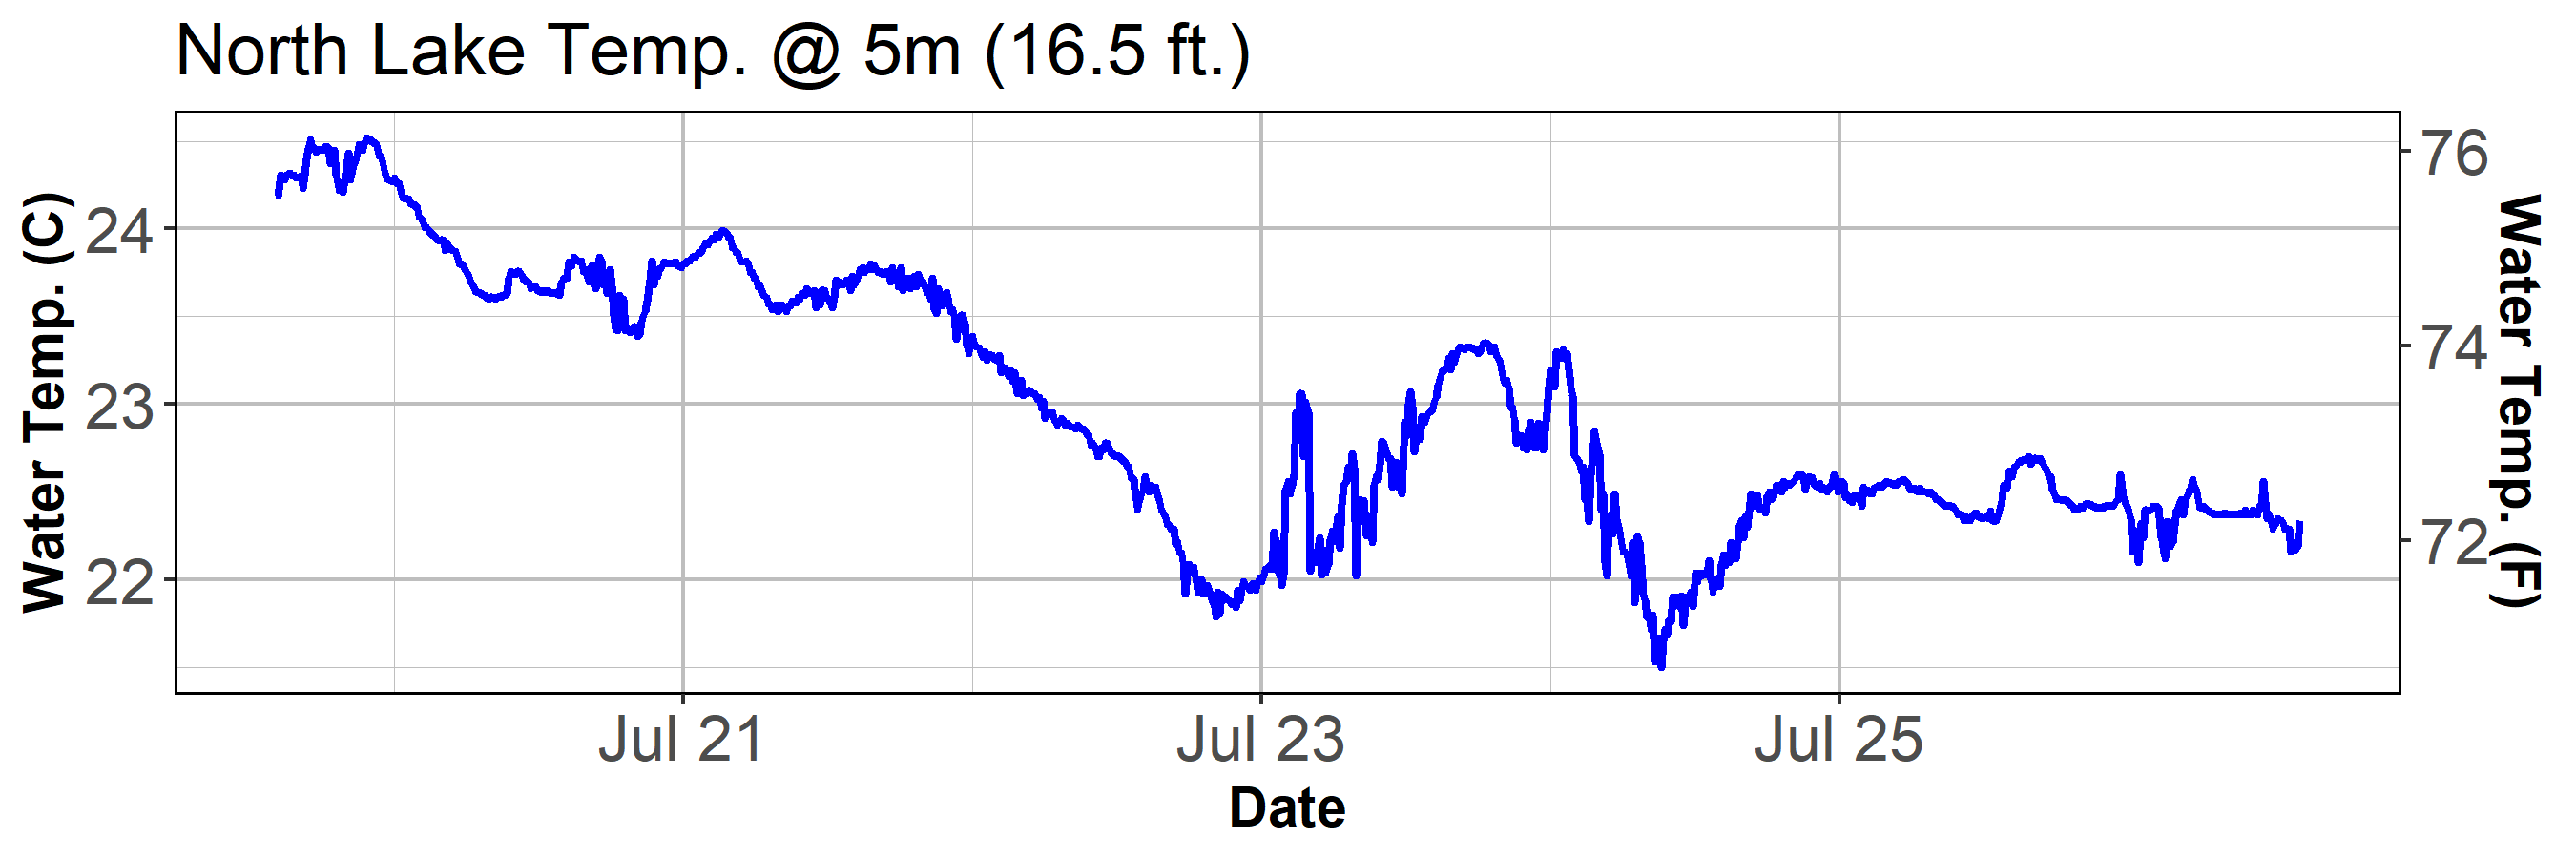 North Lake Temp. @ 5m (16.5 ft.)
Water Temp. (C)
24
23
22
76
74
72
Water Temp. (F)
Jul 21
Jul 23
Jul 25
Date